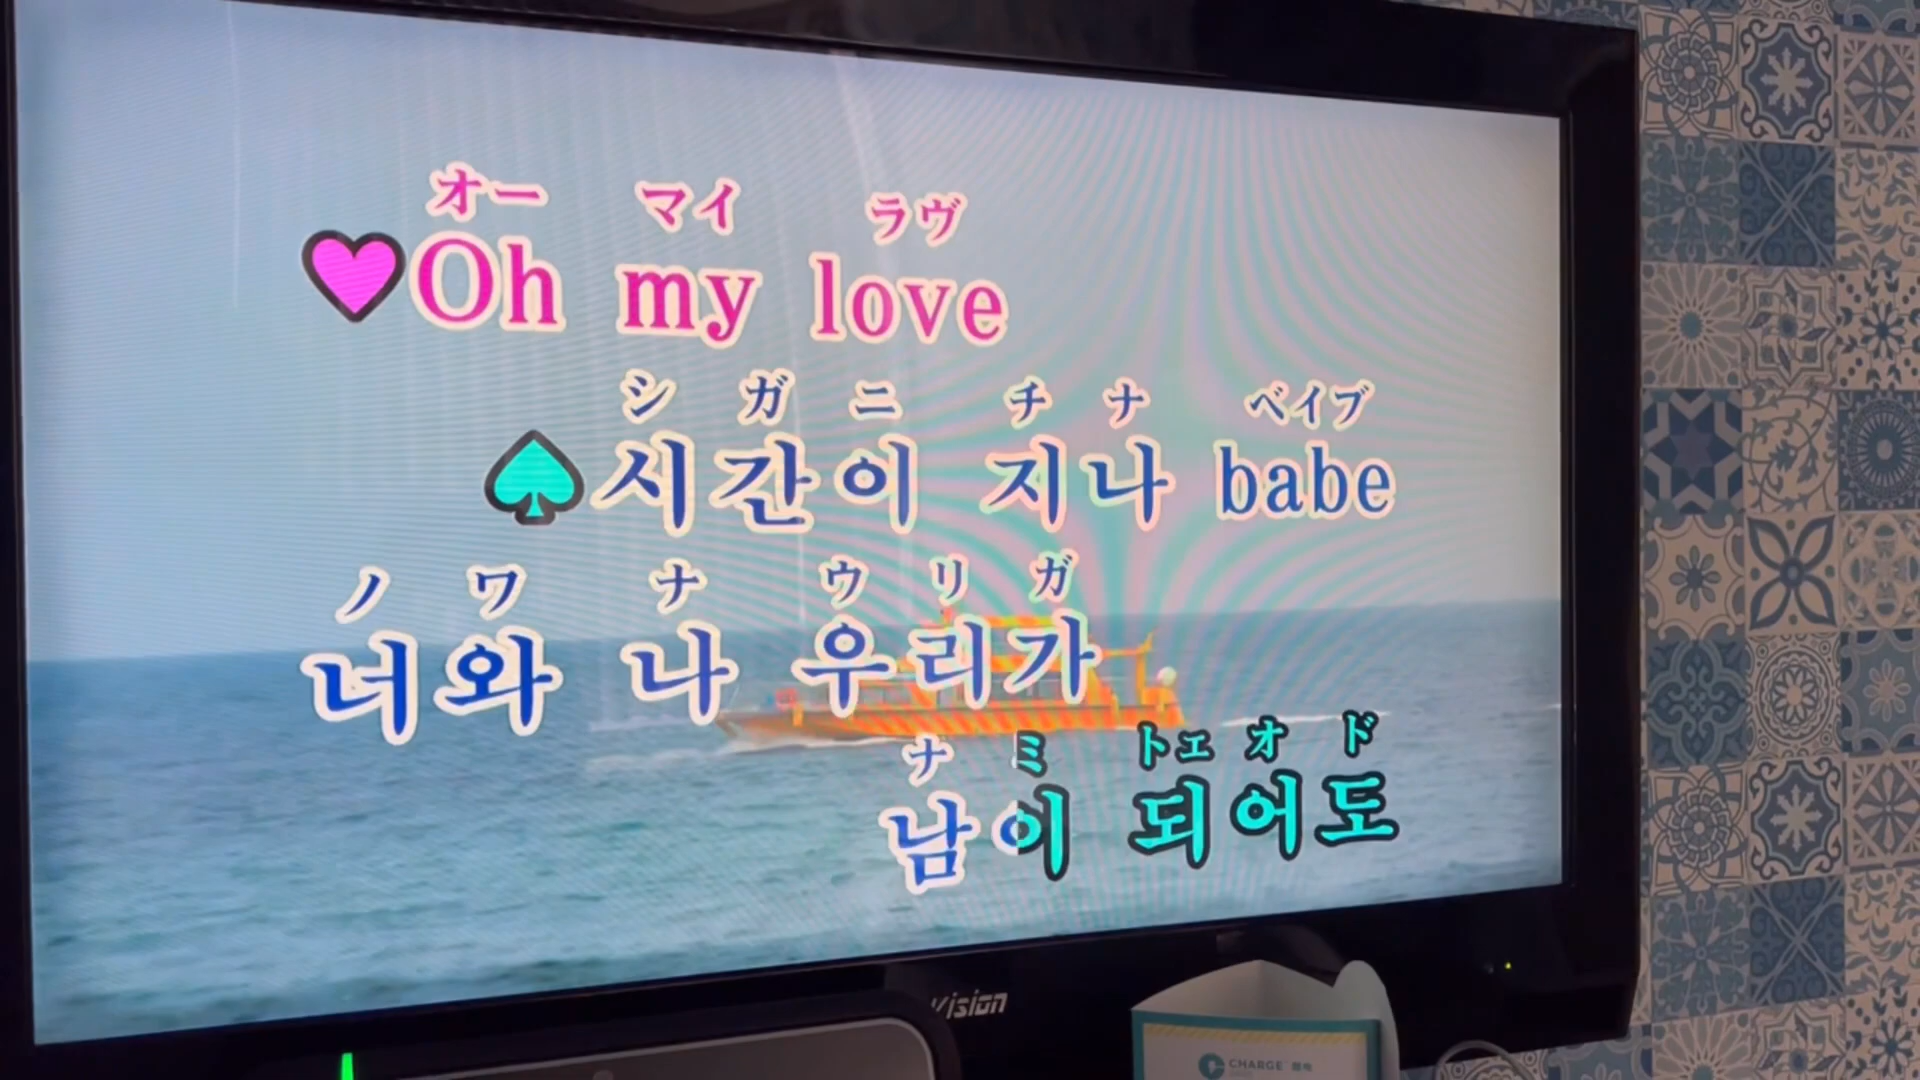 オー マイ ラヴ
♥Oh my love
シ ガ ニ チ ナ ベイブ
♠시간이 지나 babe
ノ ワ ナ ウ リ ガ
너와 나 우리가
ナ ミ トェ オ ド
남이 되어도
Vision
CHARGE